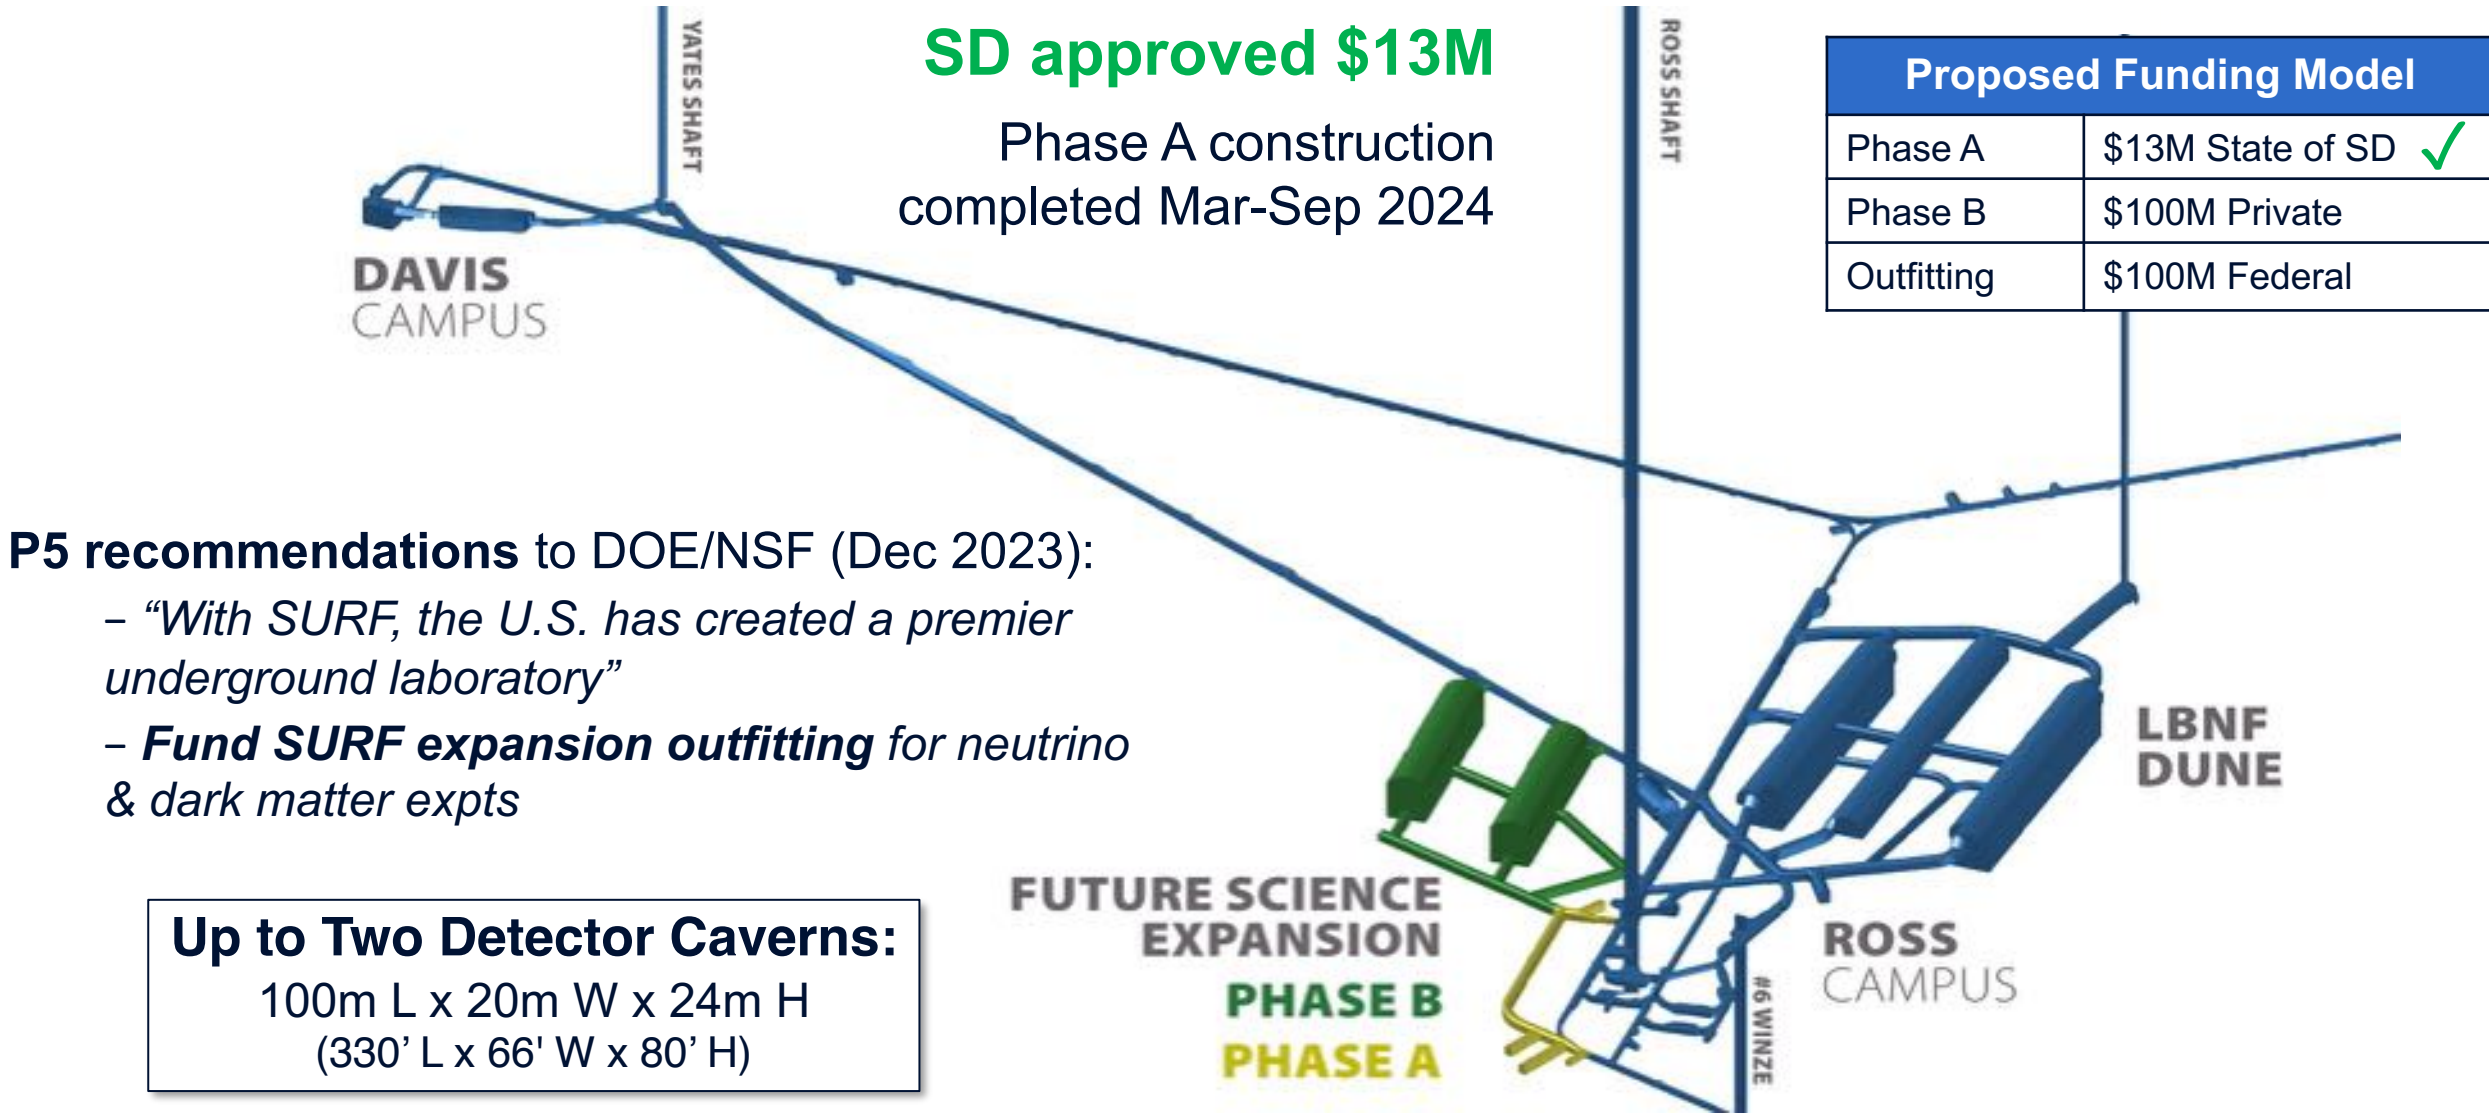 SD approved $13M
Phase A construction
completed Mar-Sep 2024
YATES SHAFT
ROSS SHAFT
Proposed Funding Model
Phase A $13M State of SD ✓
Phase B $100M Private
Outfitting $100M Federal
DAVIS
CAMPUS
P5 recommendations to DOE/NSF (Dec 2023):
– “With SURF, the U.S. has created a premier
underground laboratory”
– Fund SURF expansion outfitting for neutrino
& dark matter expts
LBNF
DUNE
Up to Two Detector Caverns:
100m L x 20m W x 24m H
(330’ L x 66' W x 80’ H)
FUTURE SCIENCE
EXPANSION
PHASE B
PHASE A
ROSS
CAMPUS
#6 WINZE